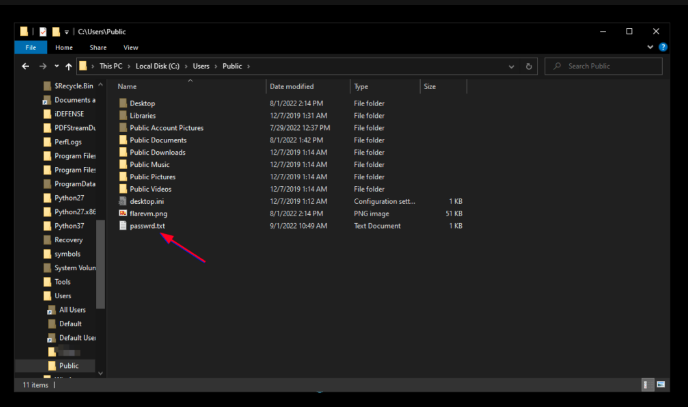 C:\Users\Public
File Home Share View
This PC > Local Disk (C:) > Users > Public > Search Public
Name Date modified Type Size
$Recycle.Bin
Documents a
iDEFENSE
PDFStreamDu
PerfLogs
Program Files
Program Files
ProgramData
Python27
Python27.x86
Python37
Recovery
symbols
System Volun
Tools
Users
All Users
Default
Default User
Public
Desktop 8/1/2022 2:14 PM File folder
Libraries 12/7/2019 1:31 AM File folder
Public Account Pictures 7/29/2022 12:37 PM File folder
Public Documents 8/1/2022 1:42 PM File folder
Public Downloads 12/7/2019 1:14 AM File folder
Public Music 12/7/2019 1:14 AM File folder
Public Pictures 12/7/2019 1:14 AM File folder
Public Videos 12/7/2019 1:14 AM File folder
desktop.ini 12/7/2019 1:12 AM Configuration sett... 1 KB
flarevm.png 8/1/2022 2:14 PM PNG image 51 KB
passwrd.txt 9/1/2022 10:49 AM Text Document 1 KB
11 items